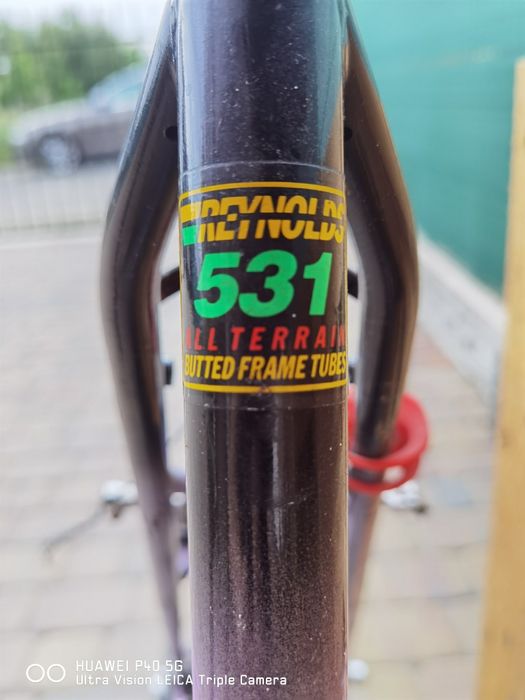 REYNOLDS
531
ALL TERRAIN
BUTTED FRAME TUBES
HUAWEI P40 5G
Ultra Vision LEICA Triple Camera